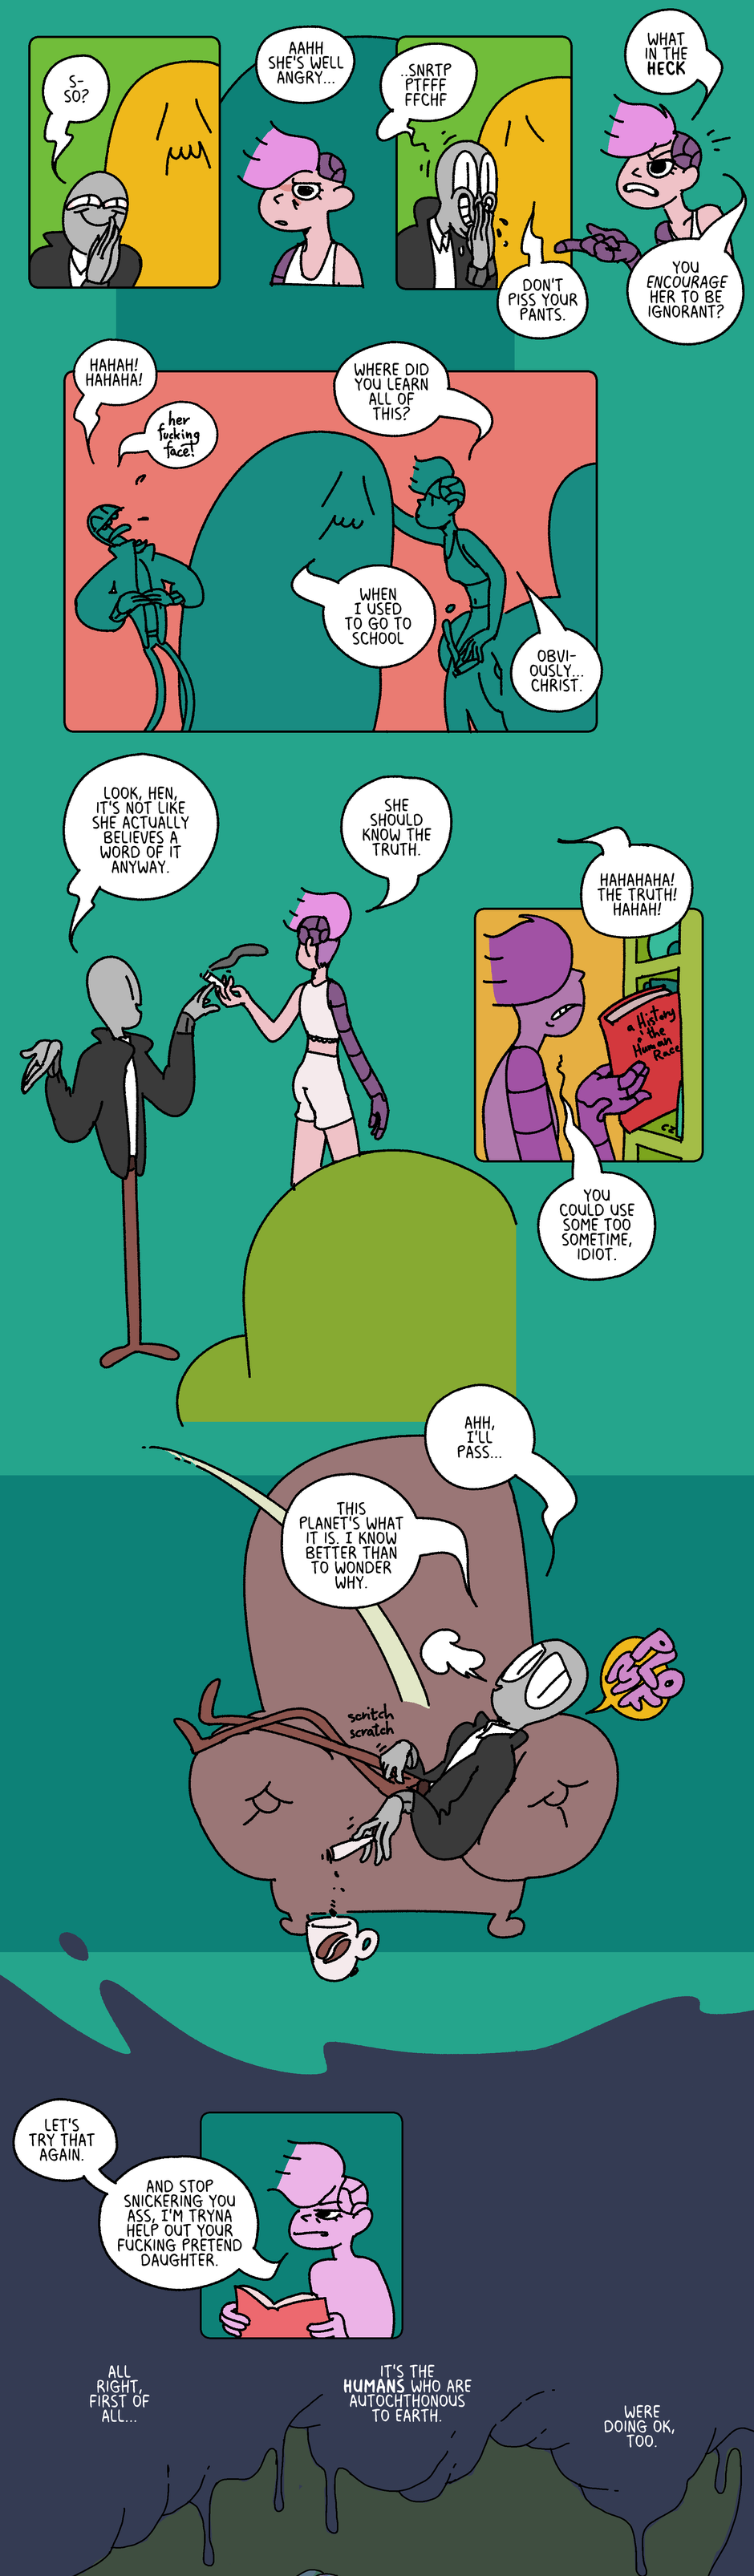 S-
SO?
AAHH
SHE'S WELL
ANGRY...
..SNRTP
PTFFF
FFCHF
WHAT
IN THE
HECK
DON'T
PISS YOUR
PANTS.
YOU
ENCOURAGE
HER TO BE
IGNORANT?
HAHAH!
HAHAHA!
her
fucking
face!
WHERE DID
YOU LEARN
ALL OF
THIS?
WHEN
I USED
TO GO TO
SCHOOL
OBVI-
OUSLY...
CHRIST.
LOOK, HEN,
IT'S NOT LIKE
SHE ACTUALLY
BELIEVES A
WORD OF IT
ANYWAY.
SHE
SHOULD
KNOW THE
TRUTH.
HAHAHAHA!
THE TRUTH!
HAHAH!
a History
the
Human
Race
YOU
COULD USE
SOME TOO
SOMETIME,
IDIOT.
AHH,
I'LL
PASS...
THIS
PLANET'S WHAT
IT IS. I KNOW
BETTER THAN
TO WONDER
WHY.
PLO
MF
scritch
scratch
LET'S
TRY THAT
AGAIN.
AND STOP
SNICKERING YOU
ASS, I'M TRYNA
HELP OUT YOUR
FUCKING PRETEND
DAUGHTER.
ALL
RIGHT,
FIRST OF
ALL...
IT'S THE
HUMANS WHO ARE
AUTOCHTHONOUS
TO EARTH.
WERE
DOING OK,
TOO.